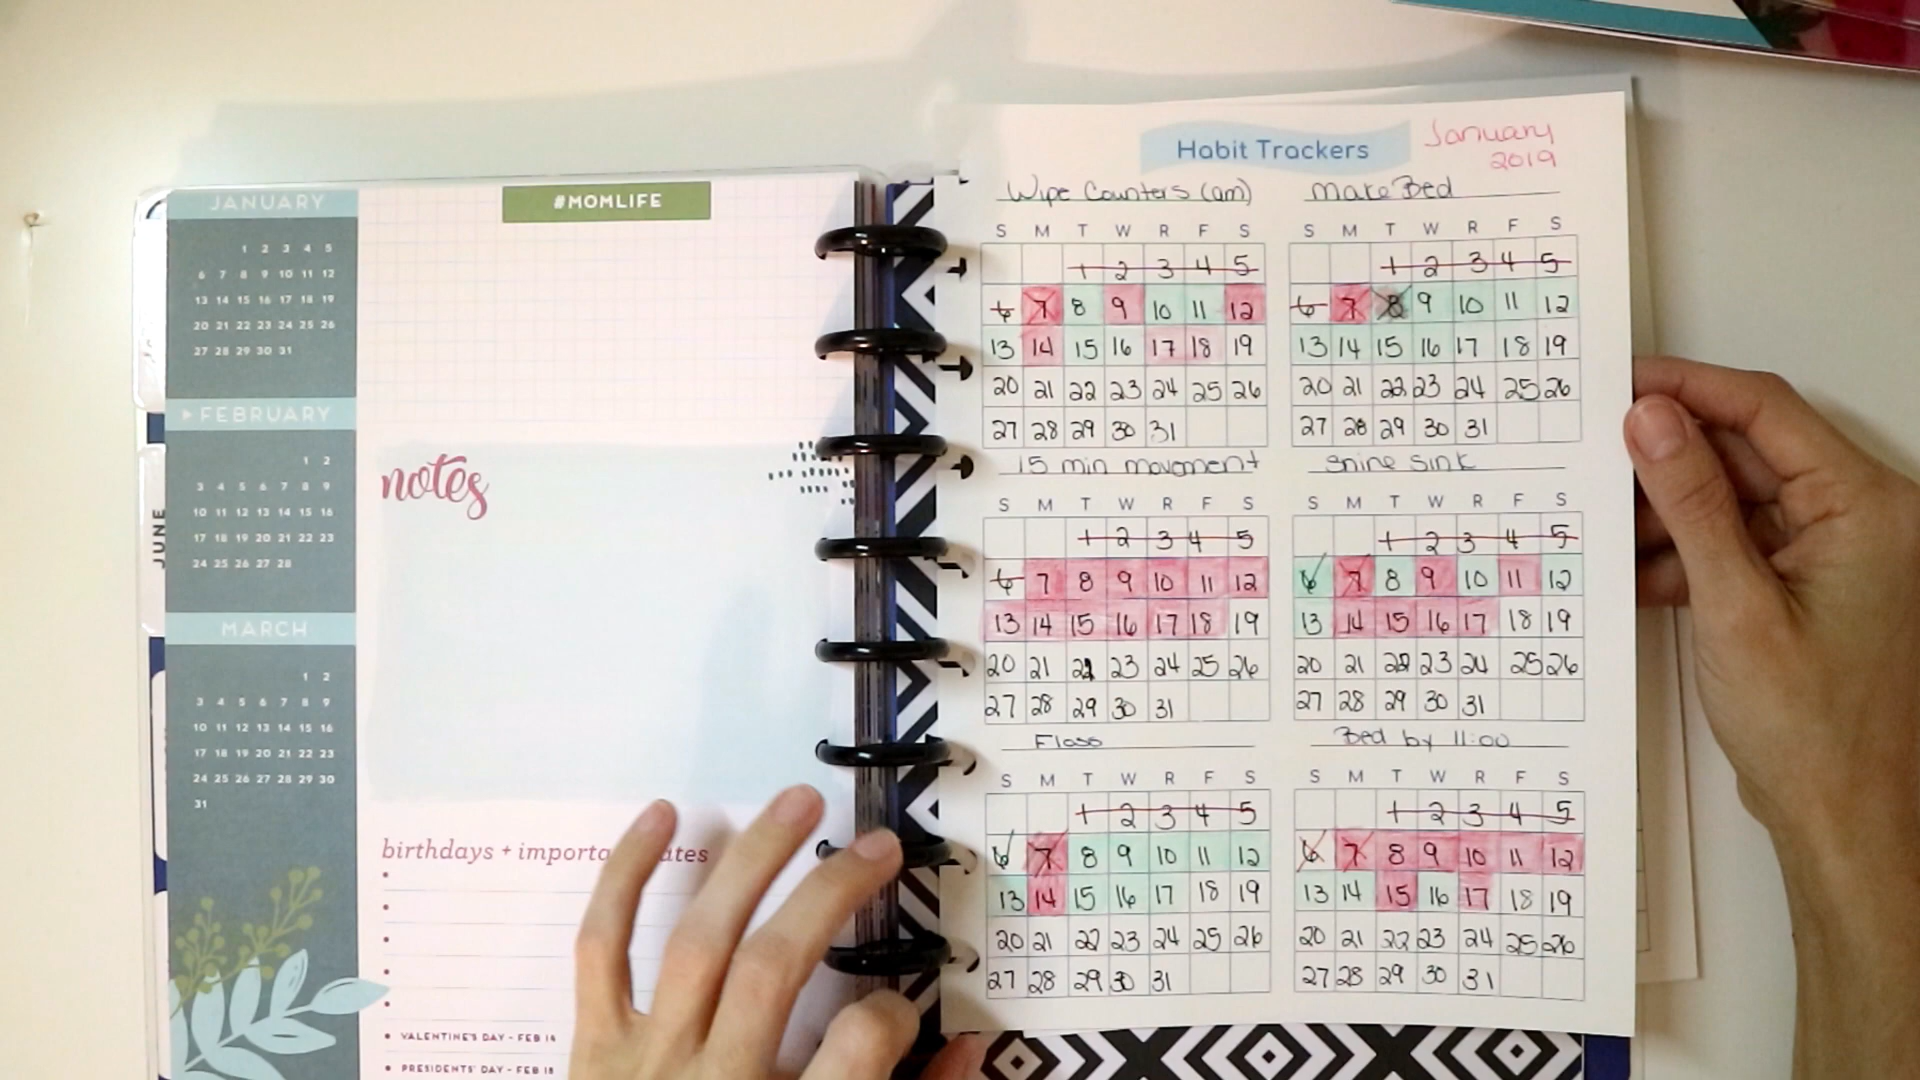 JANUARY
1 2 3 4 5
6 7 8 9 10 11 12
13 14 15 16 17 18 19
20 21 22 23 24 25 26
27 28 29 30 31
FEBRUARY
1 2
3 4 5 6 7 8 9
10 11 12 13 14 15 16
17 18 19 20 21 22 23
24 25 26 27 28
MARCH
1 2
3 4 5 6 7 8 9
10 11 12 13 14 15 16
17 18 19 20 21 22 23
24 25 26 27 28 29 30
31
JUNE
#MOMLIFE
notes
birthdays + importa ates
VALENTINE'S DAY - FEB 14
PRESIDENTS' DAY - FEB 18
Habit Trackers
January
2019
Wipe Counters (am)
S M T W R F S
1 2 3 4 5
6 7 8 9 10 11 12
13 14 15 16 17 18 19
20 21 22 23 24 25 26
27 28 29 30 31
Make Bed
S M T W R F S
1 2 3 4 5
6 7 8 9 10 11 12
13 14 15 16 17 18 19
20 21 22 23 24 25 26
27 28 29 30 31
15 min movement
S M T W R F S
1 2 3 4 5
6 7 8 9 10 11 12
13 14 15 16 17 18 19
20 21 22 23 24 25 26
27 28 29 30 31
Shine Sink
S M T W R F S
1 2 3 4 5
6 7 8 9 10 11 12
13 14 15 16 17 18 19
20 21 22 23 24 25 26
27 28 29 30 31
Floss
S M T W R F S
1 2 3 4 5
6 7 8 9 10 11 12
13 14 15 16 17 18 19
20 21 22 23 24 25 26
27 28 29 30 31
Bed by 11:00
S M T W R F S
1 2 3 4 5
6 7 8 9 10 11 12
13 14 15 16 17 18 19
20 21 22 23 24 25 26
27 28 29 30 31